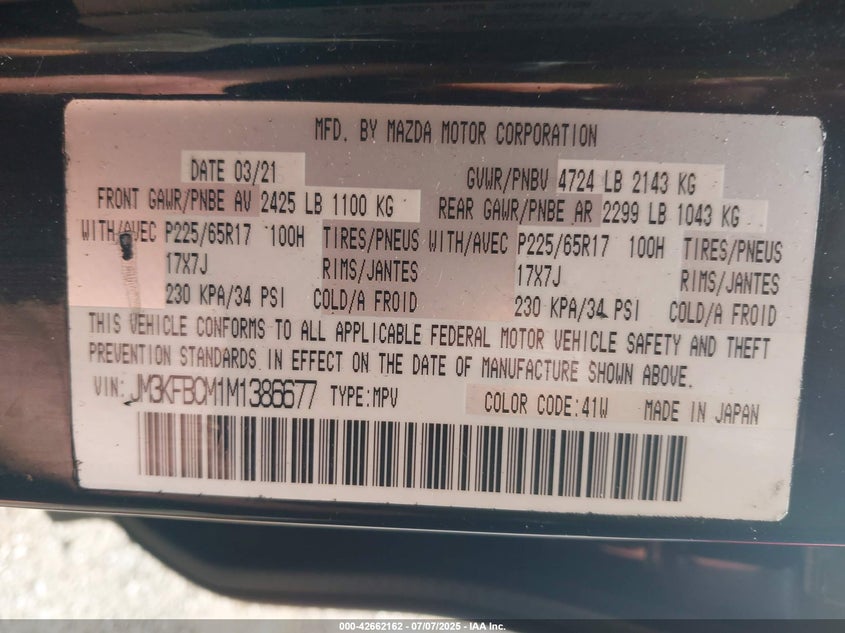 MFD. BY MAZDA MOTOR CORPORATION
DATE 03/21 GVWR/PNBV 4724 LB 2143 KG
FRONT GAWR/PNBE AV 2425 LB 1100 KG REAR GAWR/PNBE AR 2299 LB 1043 KG
WITH/AVEC P225/65R17 100H TIRES/PNEUS WITH/AVEC P225/65R17 100H TIRES/PNEUS
17X7J RIMS/JANTES 17X7J RIMS/JANTES
230 KPA/34 PSI COLD/A FROID 230 KPA/34 PSI COLD/A FROID
THIS VEHICLE CONFORMS TO ALL APPLICABLE FEDERAL MOTOR VEHICLE SAFETY AND THEFT
PREVENTION STANDARDS IN EFFECT ON THE DATE OF MANUFACTURE SHOWN ABOVE.
VIN: JM3KFBCM1M1386677 TYPE:MPV COLOR CODE:41W MADE IN JAPAN
000-42662162 - 07/07/2025 - IAA Inc.